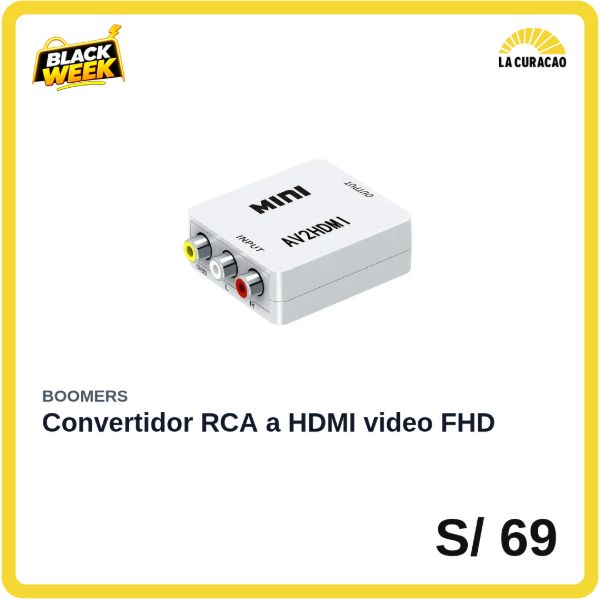 BLACK
WEEK
LA CURACAO
MINI
OUTPUT
AV2HDMI
INPUT
L
R
BOOMERS
Convertidor RCA a HDMI video FHD
S/ 69